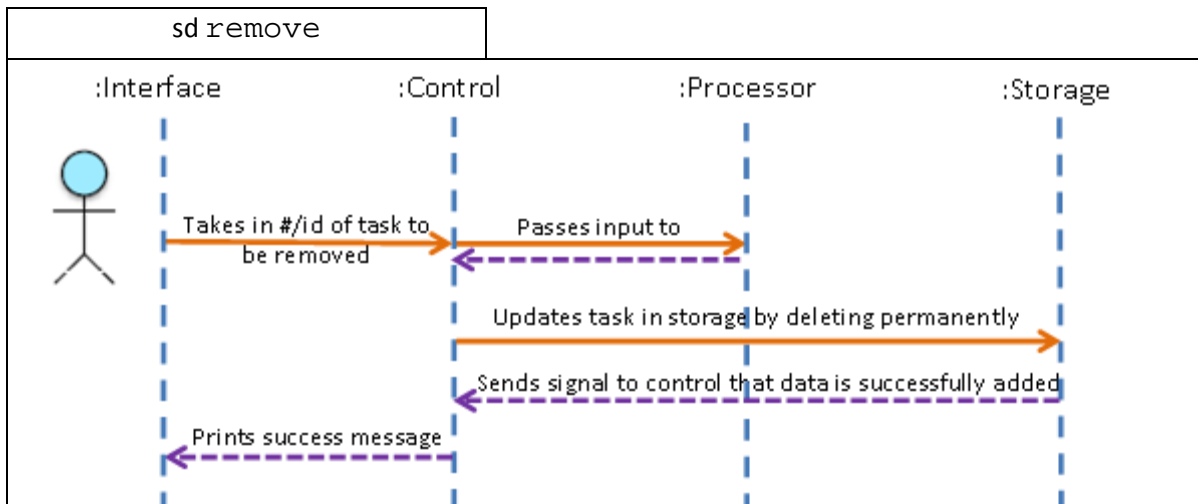 sd remove
:Interface :Control :Processor :Storage
Takes in #/id of task to
be removed
Passes input to
Updates task in storage by deleting permanently
Sends signal to control that data is successfully added
Prints success message